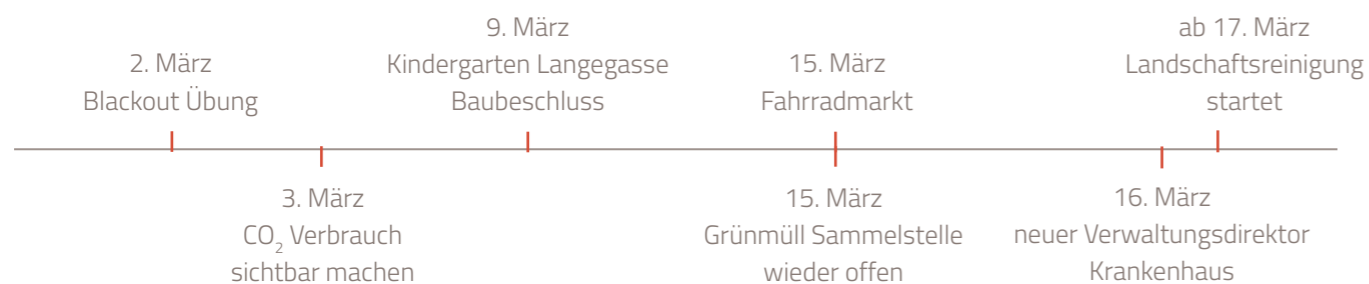 2. März
Blackout Übung
3. März
CO₂ Verbrauch
sichtbar machen
9. März
Kindergarten Langegasse
Baubeschluss
15. März
Fahrradmarkt
15. März
Grünmüll Sammelstelle
wieder offen
16. März
neuer Verwaltungsdirektor
Krankenhaus
ab 17. März
Landschaftsreinigung
startet